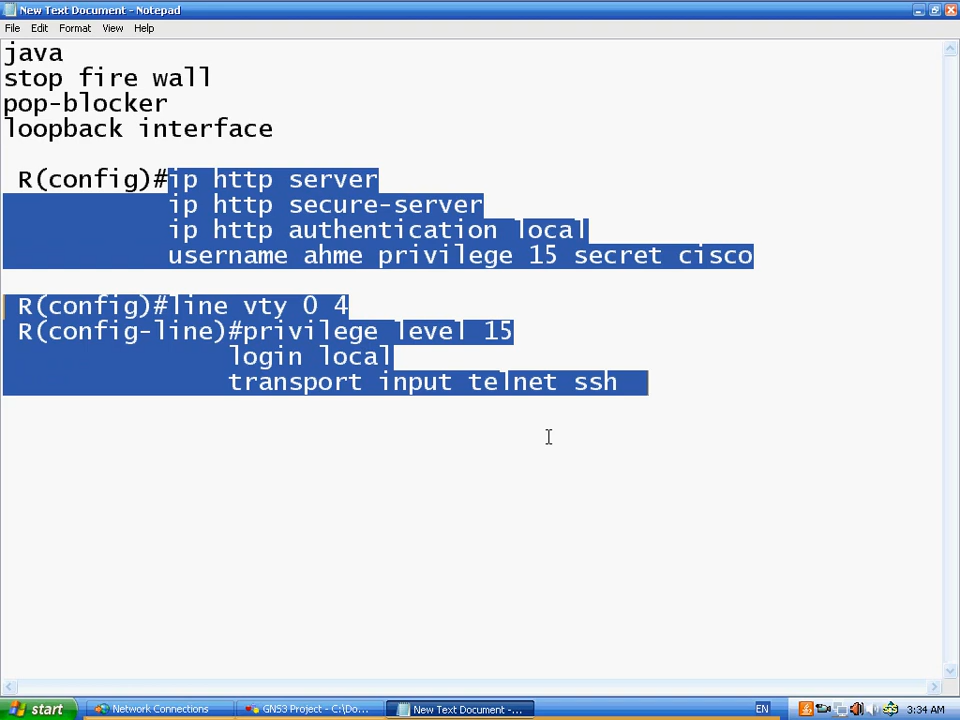 New Text Document - Notepad
File Edit Format View Help
java
stop fire wall
pop-blocker
loopback interface
R(config)#ip http server
ip http secure-server
ip http authentication local
username ahme privilege 15 secret cisco
R(config)#line vty 0 4
R(config-line)#privilege level 15
login local
transport input telnet ssh
start Network Connections GNS3 Project - C:\Do... New Text Document -... EN 3:34 AM